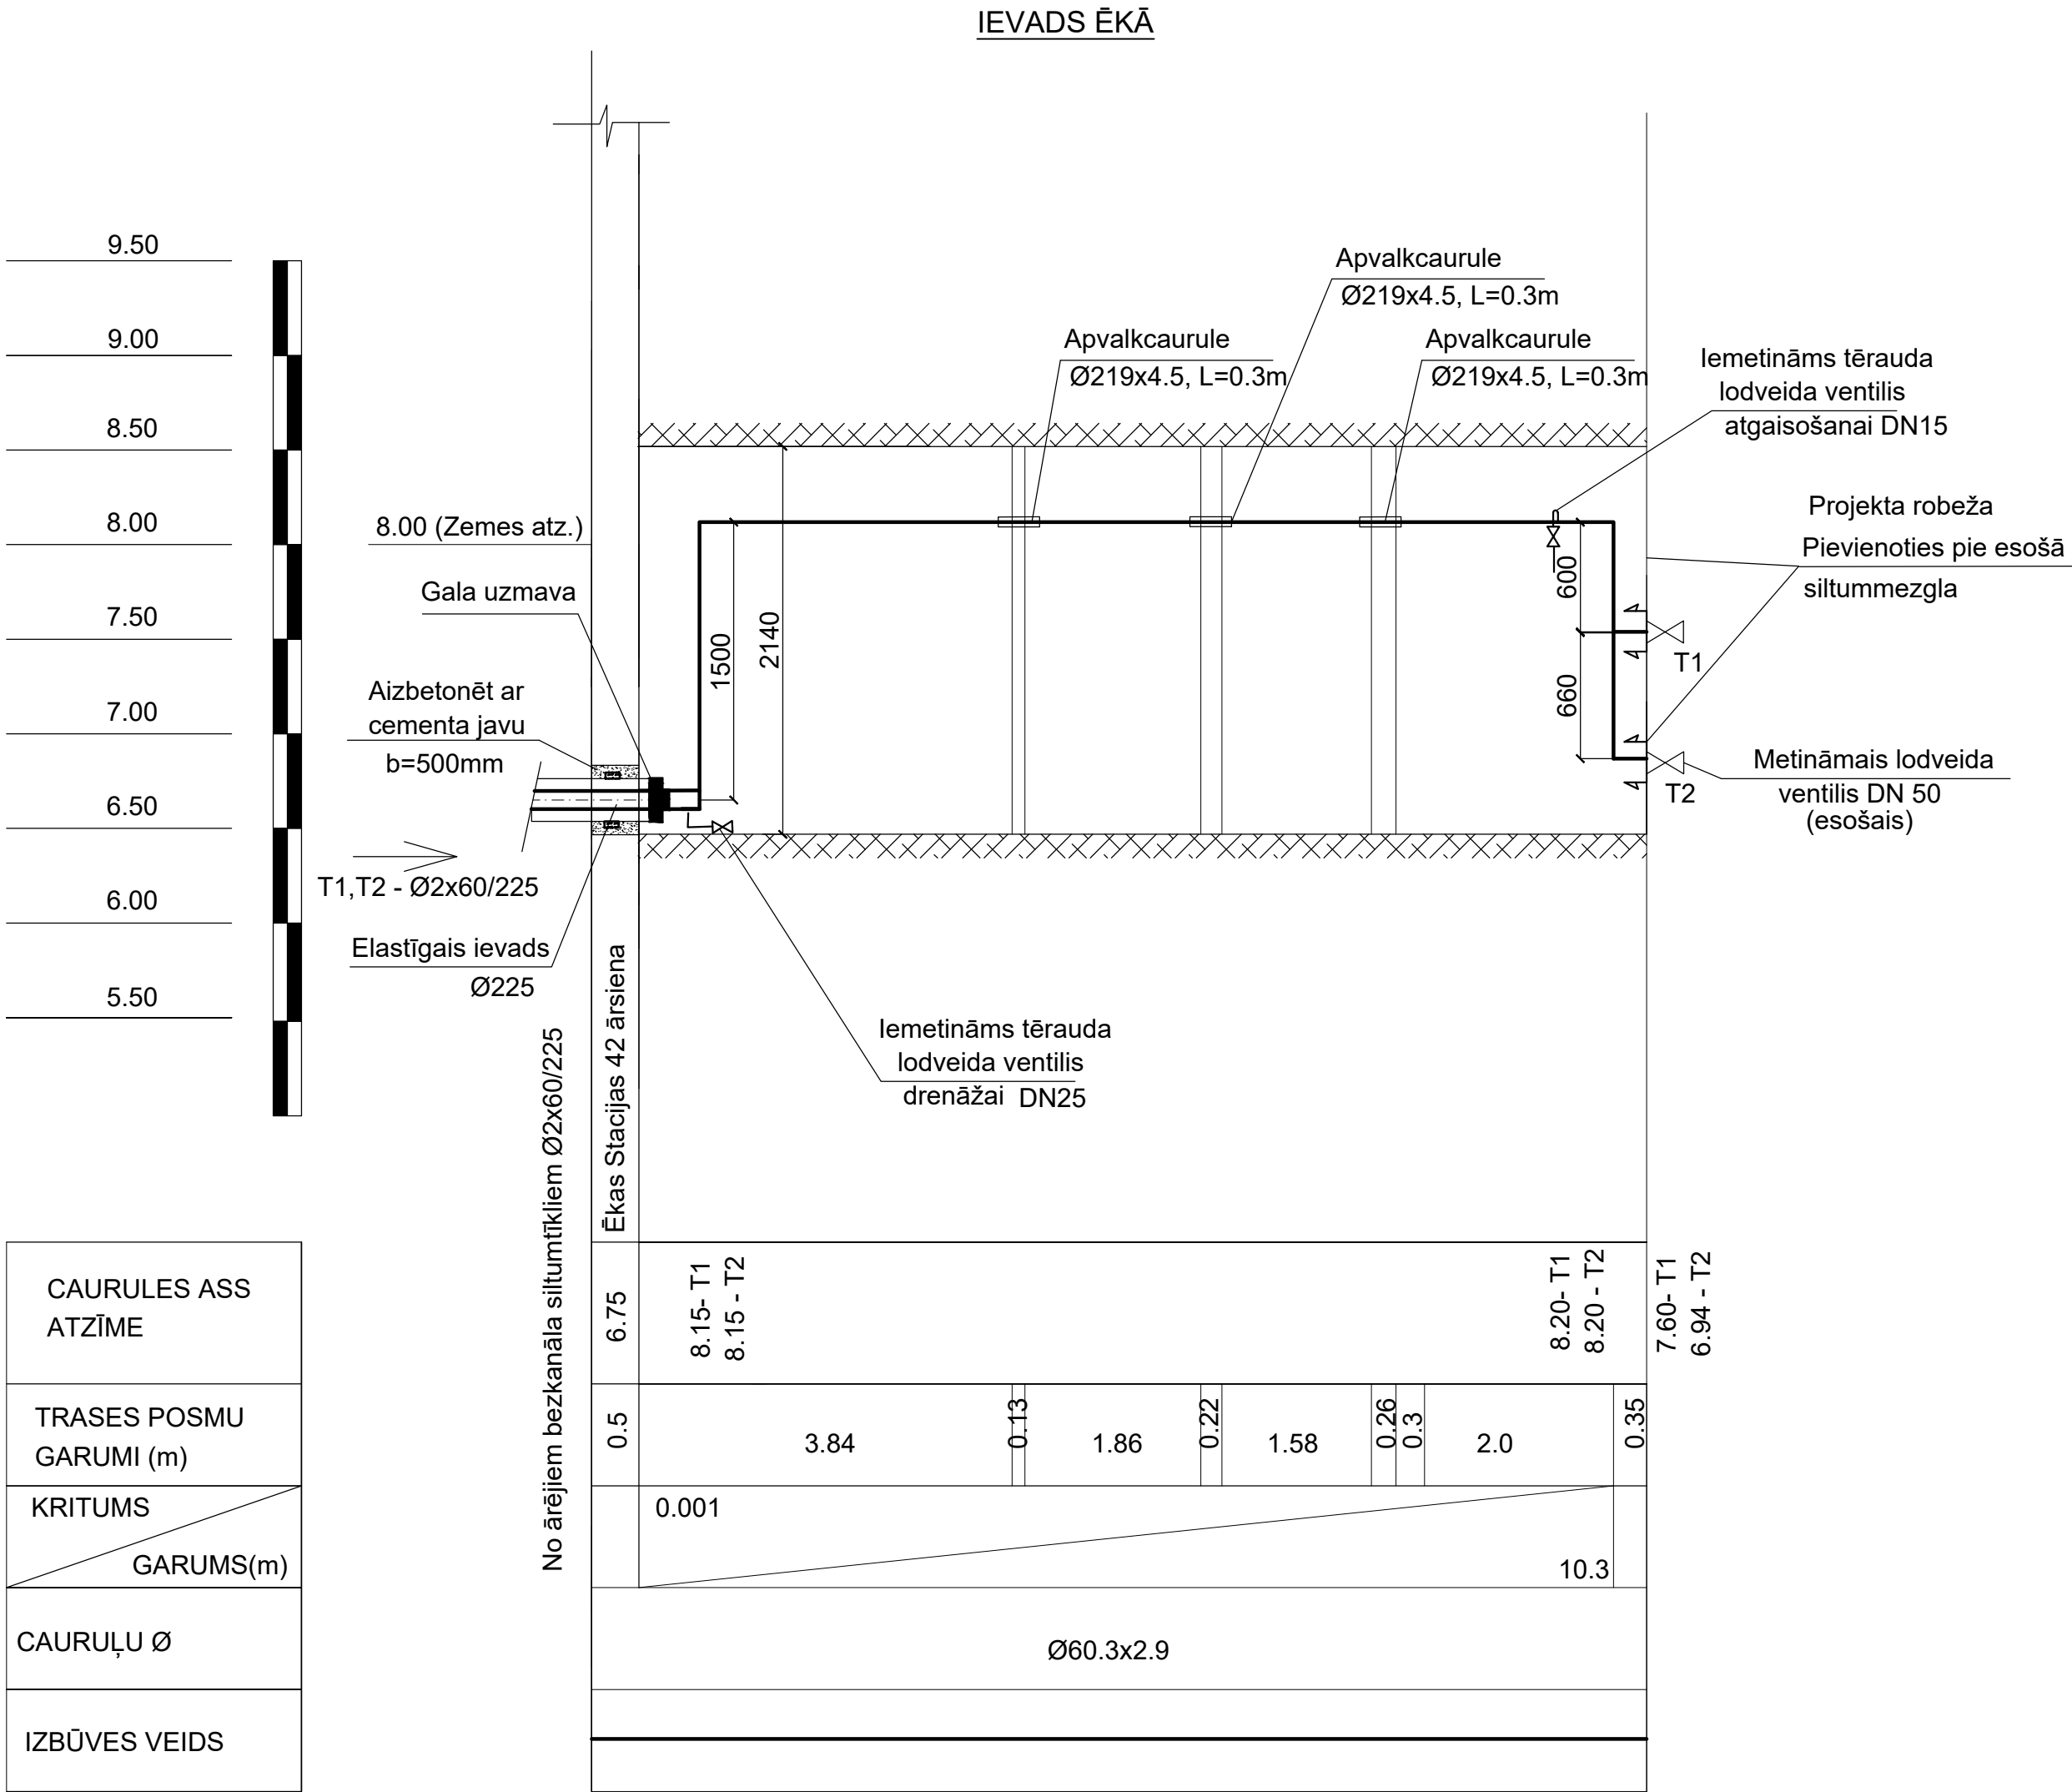 IEVADS ĒKĀ
9.50
9.00
8.50
8.00
7.50
7.00
6.50
6.00
5.50
Apvalkcaurule
Ø219x4.5, L=0.3m
Apvalkcaurule
Ø219x4.5, L=0.3m
Apvalkcaurule
Ø219x4.5, L=0.3m
Iemetināms tērauda
lodveida ventilis
atgaisošanai DN15
8.00 (Zemes atz.)
Projekta robeža
Pievienoties pie esošā
siltummezgla
Gala uzmava
Aizbetonēt ar
cementa javu
b=500mm
1500
2140
600
660
T1
T2
Metināmais lodveida
ventilis DN 50
(esošais)
T1,T2 - Ø2x60/225
Elastīgais ievads
Ø225
Iemetināms tērauda
lodveida ventilis
drenāžai DN25
No ārējiem bezkanāla siltumtīkliem Ø2x60/225
Ēkas Stacijas 42 ārsiena
CAURULES ASS
ATZĪME
6.75
8.15- T1
8.15 - T2
8.20- T1
8.20 - T2
7.60- T1
6.94 - T2
TRASES POSMU
GARUMI (m)
0.5
3.84
0.13
1.86
0.22
1.58
0.26
0.3
2.0
0.35
KRITUMS
GARUMS(m)
0.001
10.3
CAURUĻU Ø
Ø60.3x2.9
IZBŪVES VEIDS